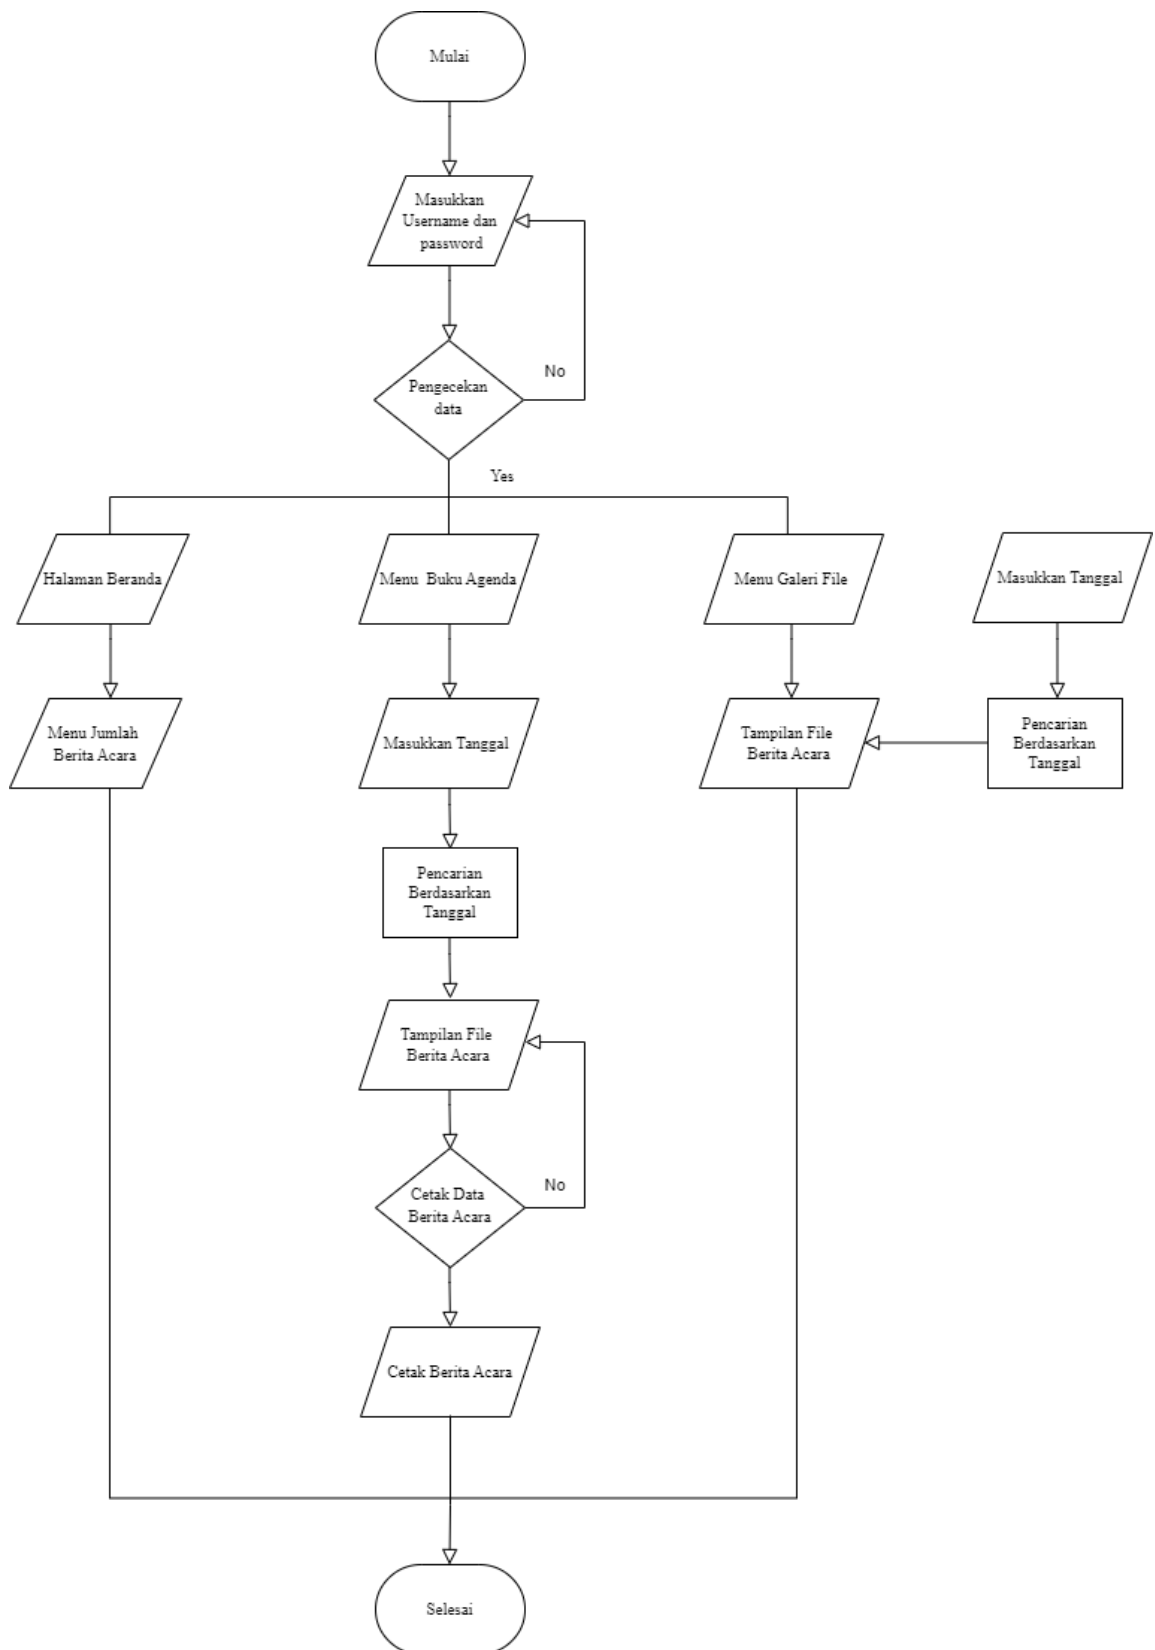 Mulai
Masukkan
Username dan
password
No
Pengecekan
data
Yes
Halaman Beranda
Menu Buku Agenda
Menu Galeri File
Masukkan Tanggal
Menu Jumlah
Berita Acara
Masukkan Tanggal
Tampilan File
Berita Acara
Pencarian
Berdasarkan
Tanggal
Pencarian
Berdasarkan
Tanggal
Tampilan File
Berita Acara
No
Cetak Data
Berita Acara
Cetak Berita Acara
Selesai